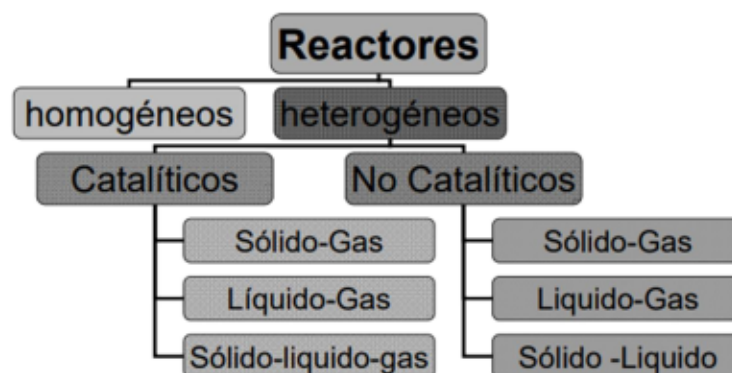 Reactores
homogéneos
heterogéneos
Catalíticos
No Catalíticos
Sólido-Gas
Líquido-Gas
Sólido-liquido-gas
Sólido-Gas
Liquido-Gas
Sólido -Liquido